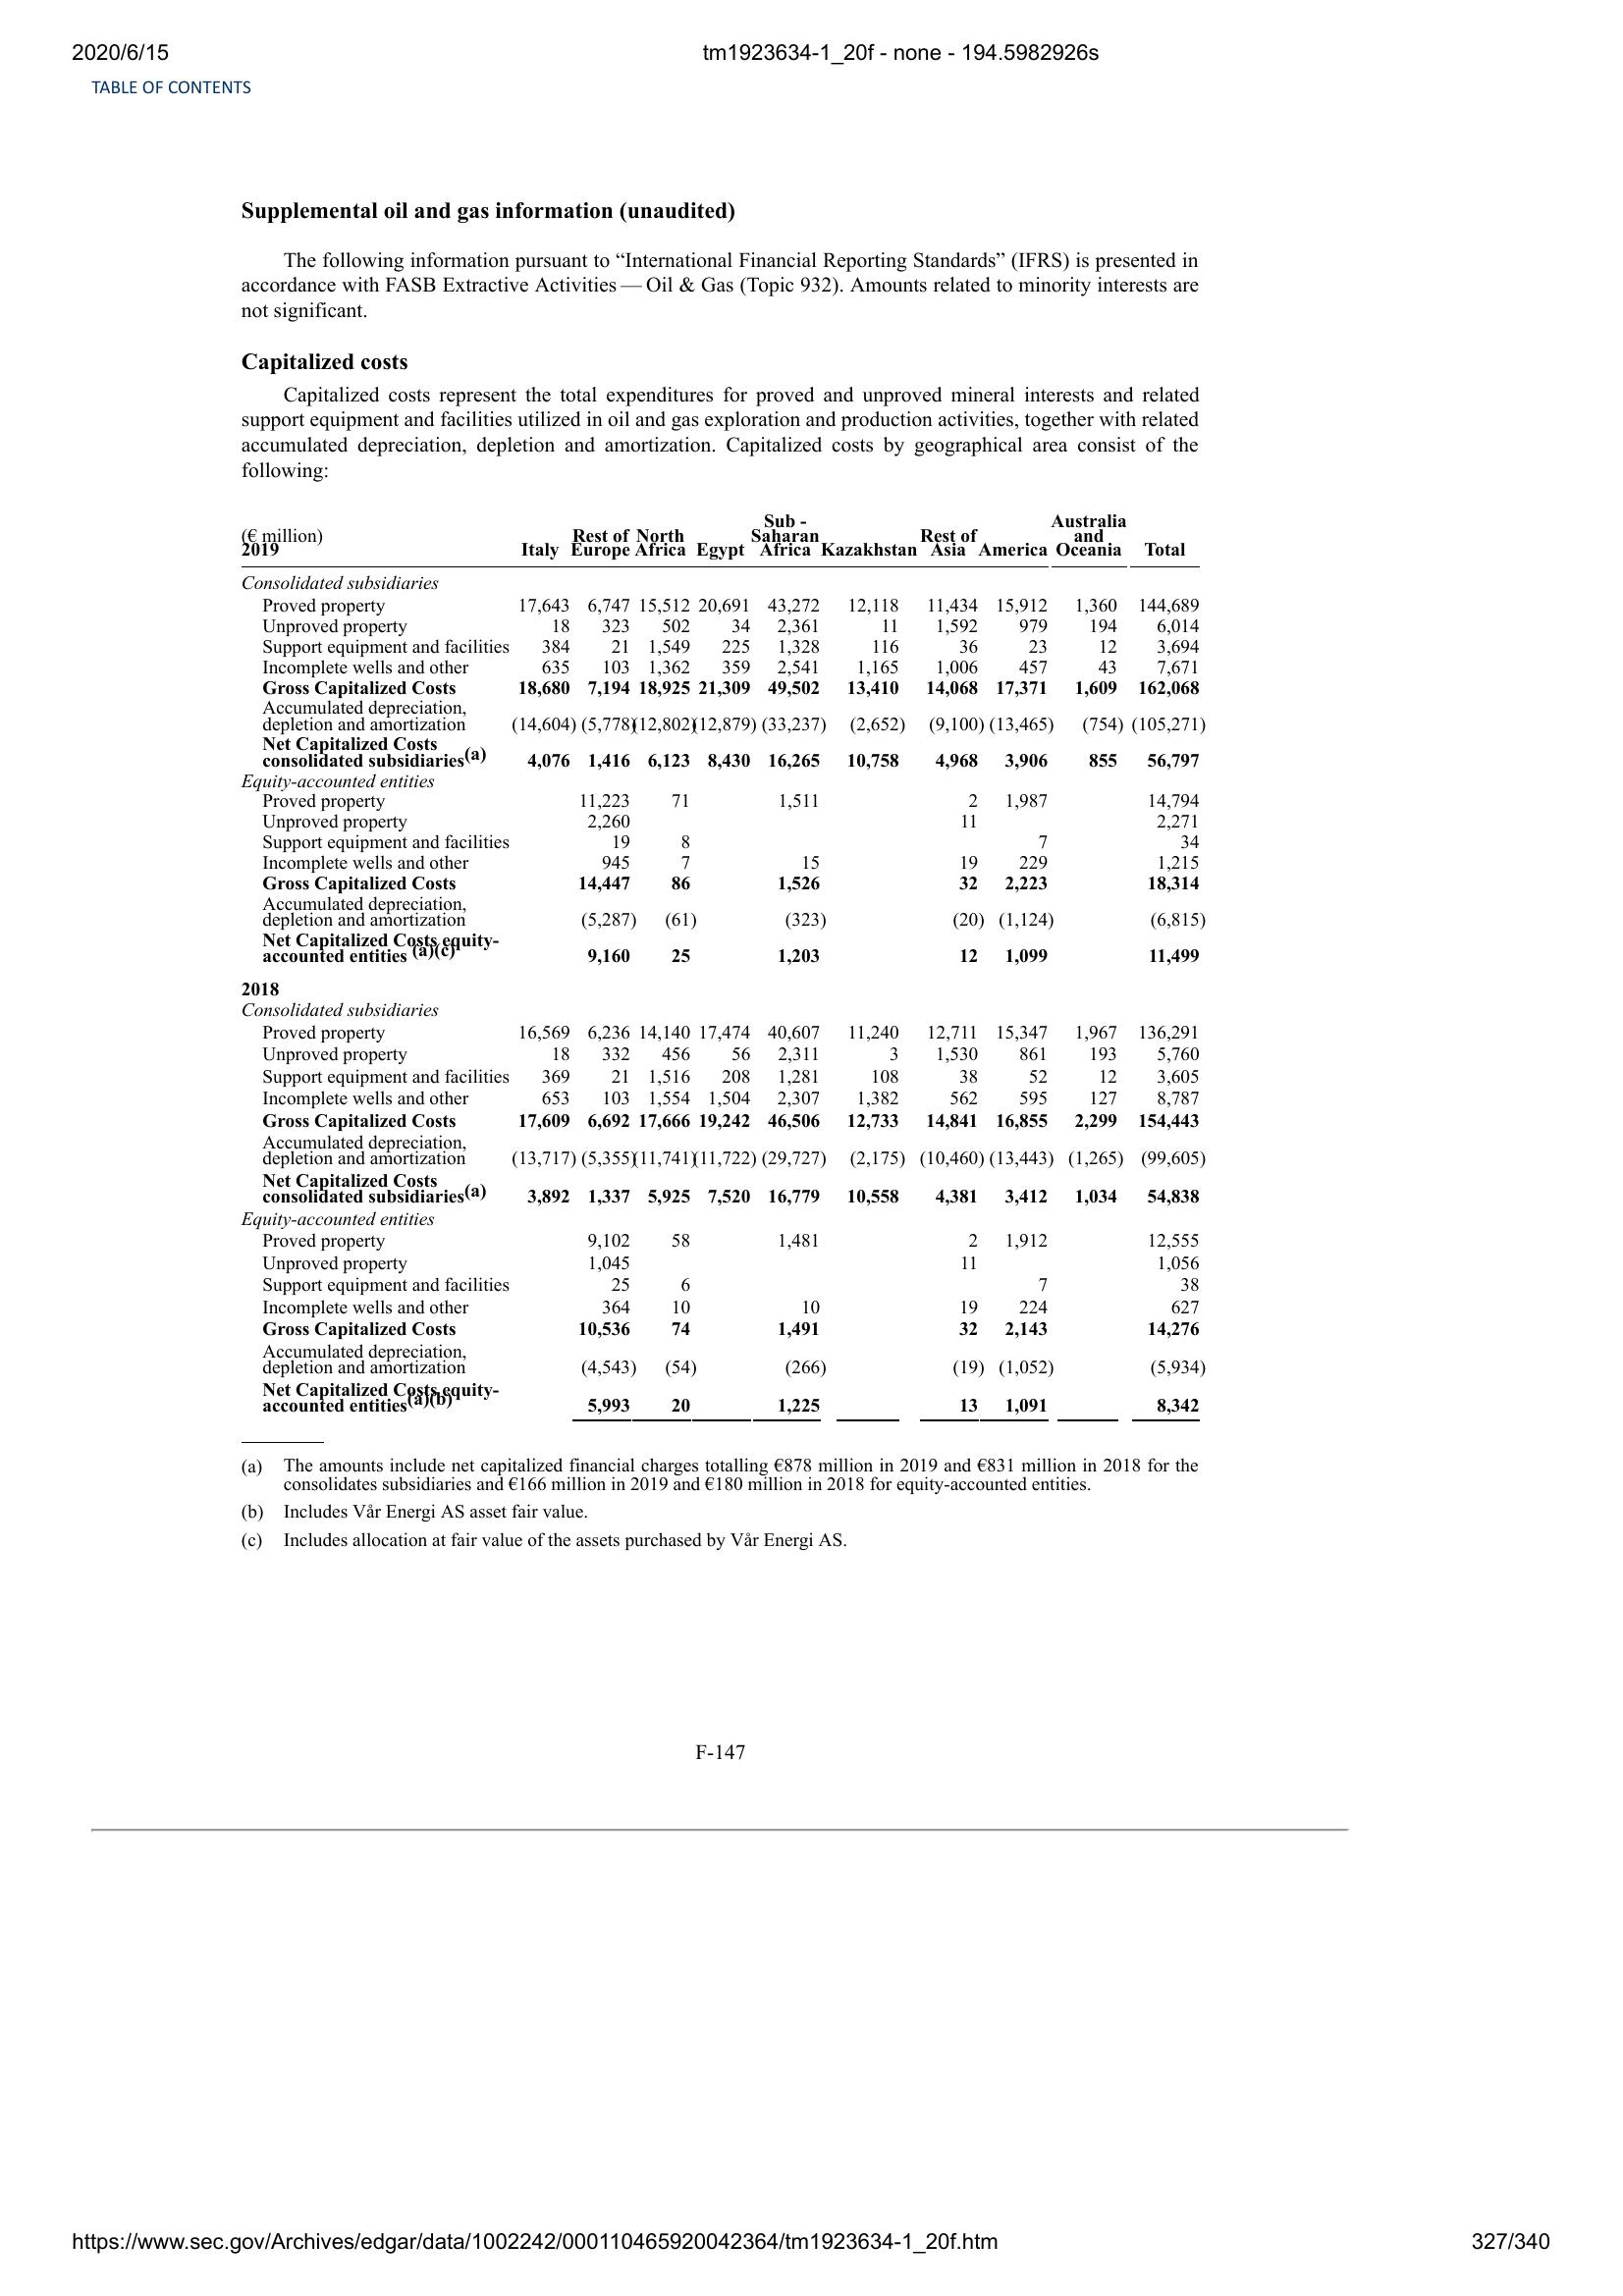 2020/6/15 tm1923634-1_20f - none - 194.5982926s
TABLE OF CONTENTS
Supplemental oil and gas information (unaudited)
The following information pursuant to “International Financial Reporting Standards” (IFRS) is presented in
accordance with FASB Extractive Activities — Oil & Gas (Topic 932). Amounts related to minority interests are
not significant.
Capitalized costs
Capitalized costs represent the total expenditures for proved and unproved mineral interests and related
support equipment and facilities utilized in oil and gas exploration and production activities, together with related
accumulated depreciation, depletion and amortization. Capitalized costs by geographical area consist of the
following:
(€ million)
2019 Italy Rest of Europe North Africa Egypt Sub - Saharan Africa Kazakhstan Rest of Asia America Australia and Oceania Total
Consolidated subsidiaries
Proved property 17,643 6,747 15,512 20,691 43,272 12,118 11,434 15,912 1,360 144,689
Unproved property 18 323 502 34 2,361 11 1,592 979 194 6,014
Support equipment and facilities 384 21 1,549 225 1,328 116 36 23 12 3,694
Incomplete wells and other 635 103 1,362 359 2,541 1,165 1,006 457 43 7,671
Gross Capitalized Costs 18,680 7,194 18,925 21,309 49,502 13,410 14,068 17,371 1,609 162,068
Accumulated depreciation,
depletion and amortization (14,604) (5,778) (12,802) (12,879) (33,237) (2,652) (9,100) (13,465) (754) (105,271)
Net Capitalized Costs
consolidated subsidiaries(a) 4,076 1,416 6,123 8,430 16,265 10,758 4,968 3,906 855 56,797
Equity-accounted entities
Proved property 11,223 71 1,511 2 1,987 14,794
Unproved property 2,260 11 2,271
Support equipment and facilities 19 8 7 34
Incomplete wells and other 945 7 15 19 229 1,215
Gross Capitalized Costs 14,447 86 1,526 32 2,223 18,314
Accumulated depreciation,
depletion and amortization (5,287) (61) (323) (20) (1,124) (6,815)
Net Capitalized Costs equity-
accounted entities (a)(c) 9,160 25 1,203 12 1,099 11,499
2018
Consolidated subsidiaries
Proved property 16,569 6,236 14,140 17,474 40,607 11,240 12,711 15,347 1,967 136,291
Unproved property 18 332 456 56 2,311 3 1,530 861 193 5,760
Support equipment and facilities 369 21 1,516 208 1,281 108 38 52 12 3,605
Incomplete wells and other 653 103 1,554 1,504 2,307 1,382 562 595 127 8,787
Gross Capitalized Costs 17,609 6,692 17,666 19,242 46,506 12,733 14,841 16,855 2,299 154,443
Accumulated depreciation,
depletion and amortization (13,717) (5,355) (11,741) (11,722) (29,727) (2,175) (10,460) (13,443) (1,265) (99,605)
Net Capitalized Costs
consolidated subsidiaries(a) 3,892 1,337 5,925 7,520 16,779 10,558 4,381 3,412 1,034 54,838
Equity-accounted entities
Proved property 9,102 58 1,481 2 1,912 12,555
Unproved property 1,045 11 1,056
Support equipment and facilities 25 6 7 38
Incomplete wells and other 364 10 10 19 224 627
Gross Capitalized Costs 10,536 74 1,491 32 2,143 14,276
Accumulated depreciation,
depletion and amortization (4,543) (54) (266) (19) (1,052) (5,934)
Net Capitalized Costs equity-
accounted entities(a)(b) 5,993 20 1,225 13 1,091 8,342
(a) The amounts include net capitalized financial charges totalling €878 million in 2019 and €831 million in 2018 for the
consolidates subsidiaries and €166 million in 2019 and €180 million in 2018 for equity-accounted entities.
(b) Includes Vår Energi AS asset fair value.
(c) Includes allocation at fair value of the assets purchased by Vår Energi AS.
F-147
https://www.sec.gov/Archives/edgar/data/1002242/000110465920042364/tm1923634-1_20f.htm 327/340